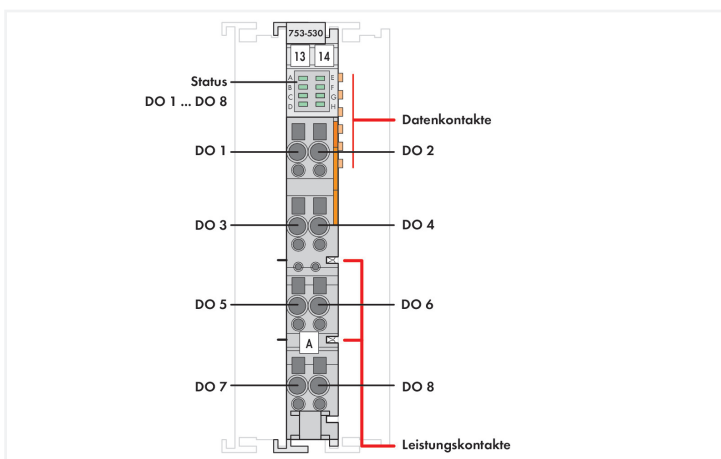 753-530
13 14
Status
DO 1 ... DO 8
A E
B F
C G
D H
Datenkontakte
DO 1 DO 2
DO 3 DO 4
DO 5 DO 6
A
DO 7 DO 8
Leistungskontakte